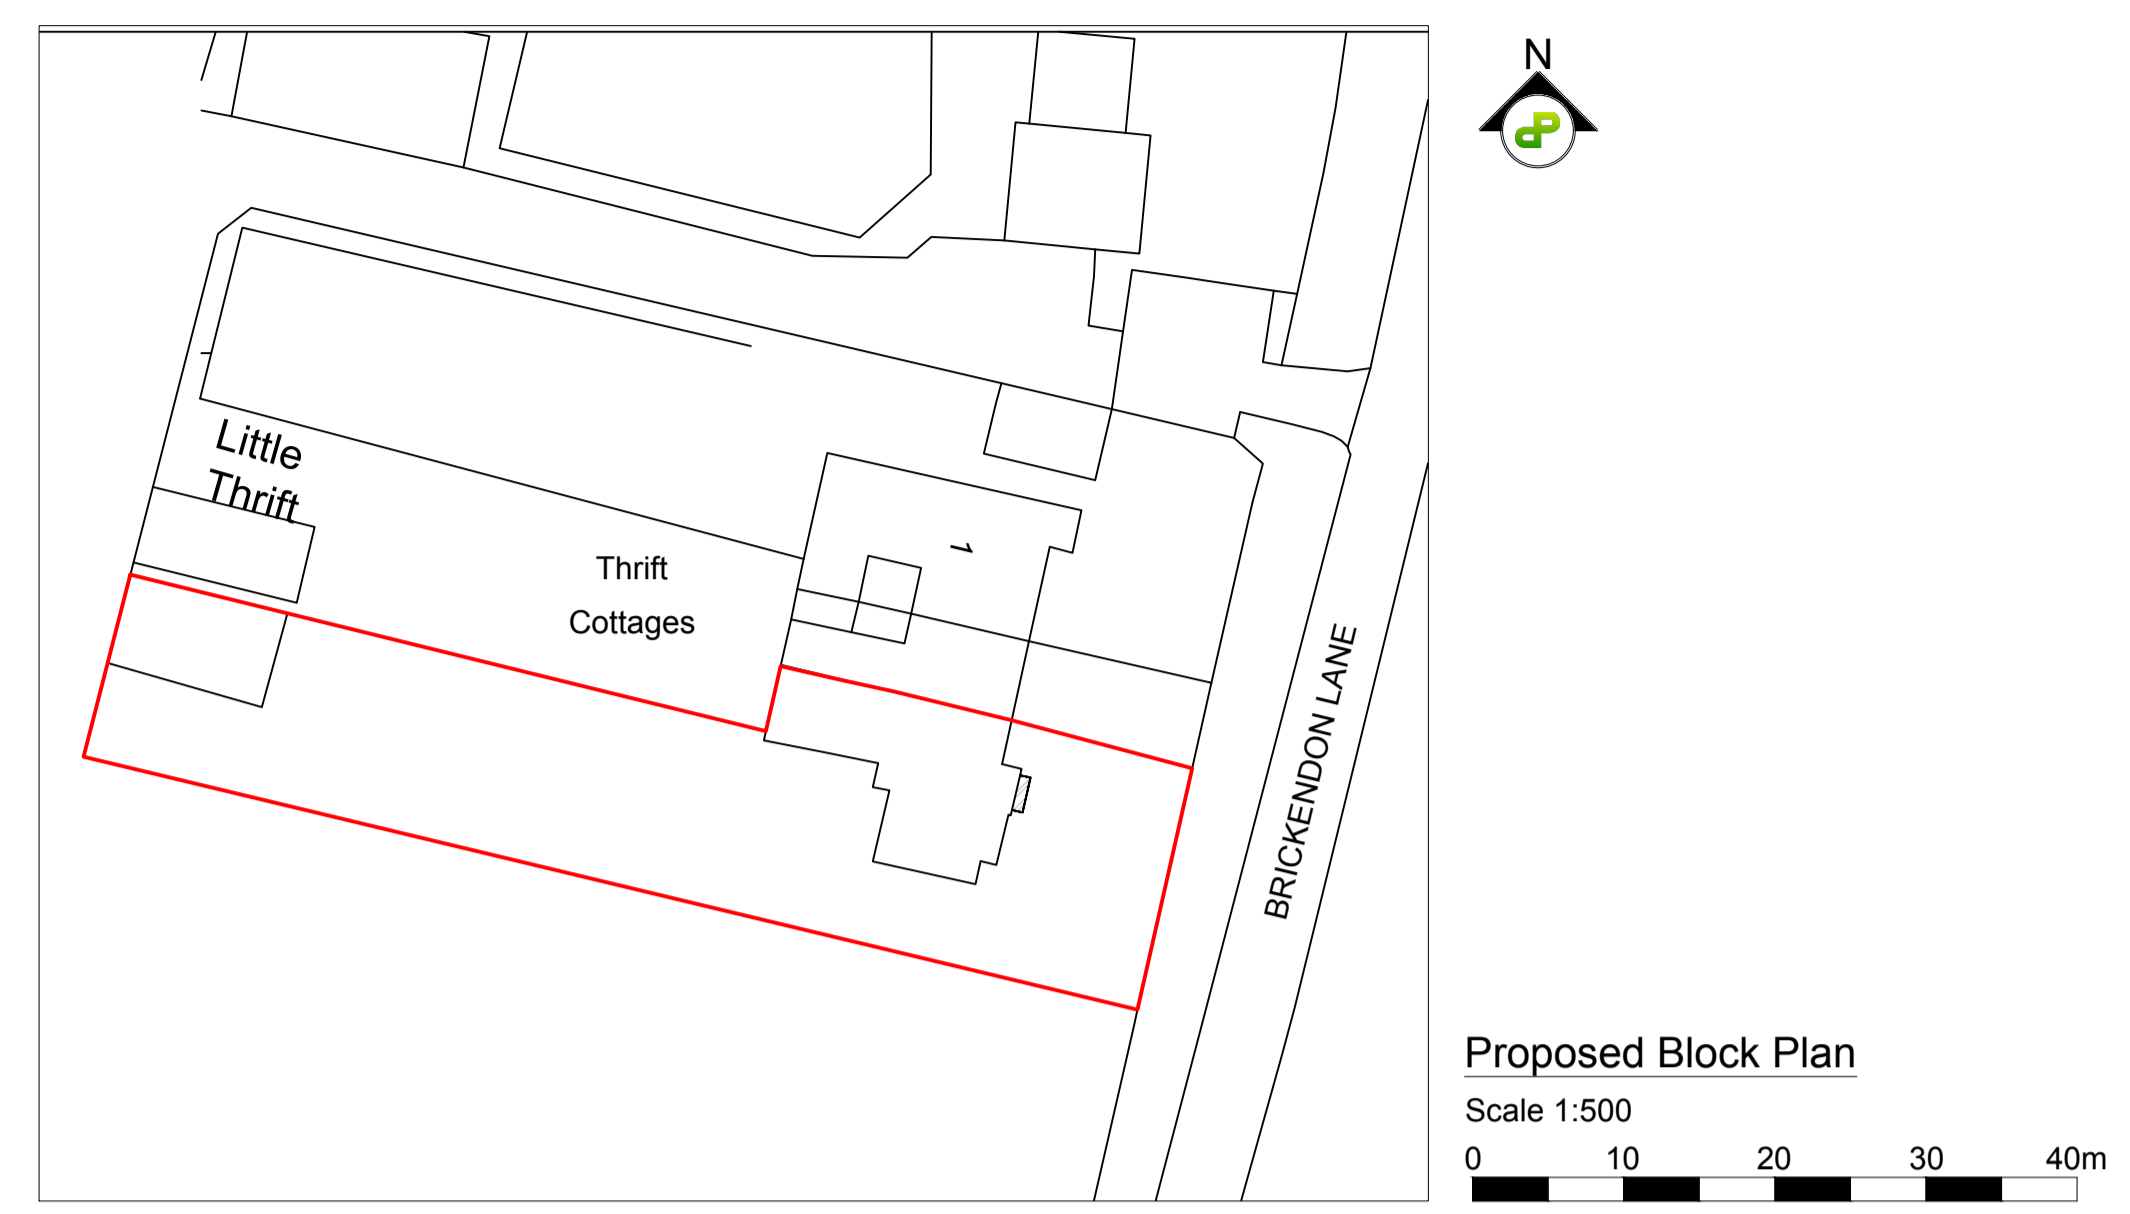 N
Little
Thrift
Thrift
Cottages
1
BRICKENDON LANE
Proposed Block Plan
Scale 1:500
0 10 20 30 40m